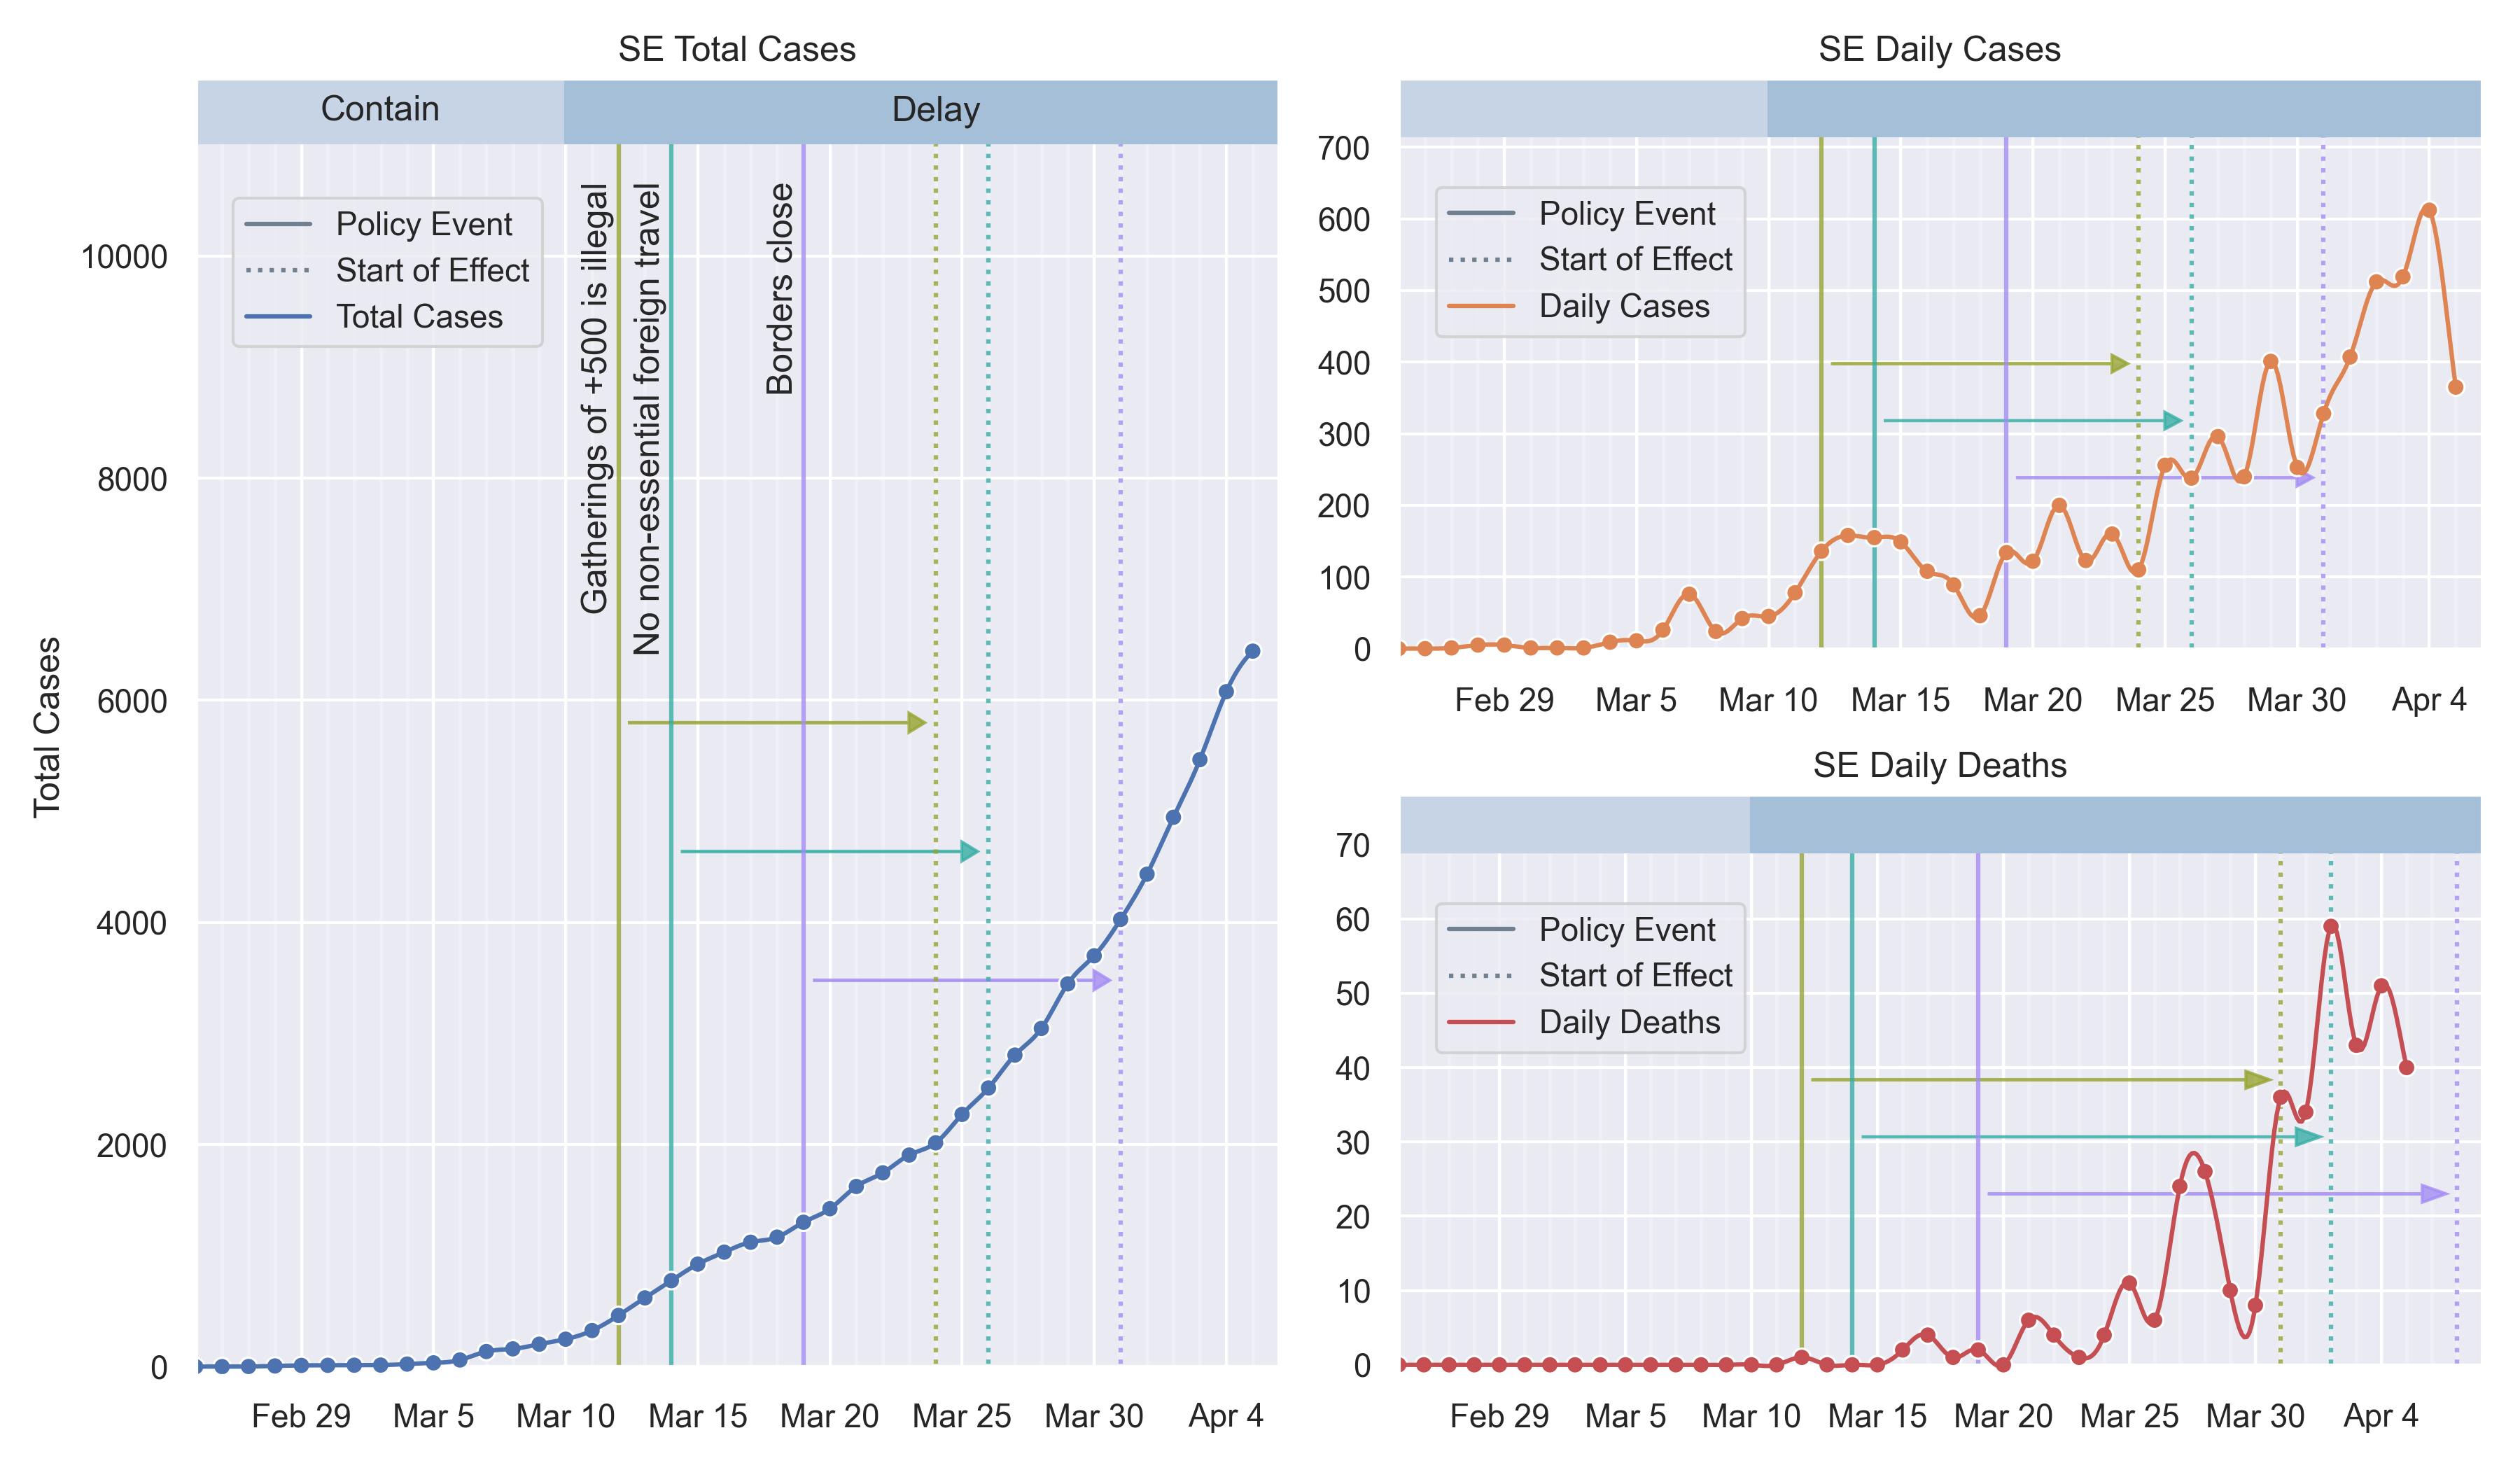 SE Total Cases
Contain
Delay
Policy Event
Start of Effect
Total Cases
Gatherings of +500 is illegal
No non-essential foreign travel
Borders close
Total Cases
10000
8000
6000
4000
2000
0
Feb 29
Mar 5
Mar 10
Mar 15
Mar 20
Mar 25
Mar 30
Apr 4
SE Daily Cases
700
600
500
400
300
200
100
0
Policy Event
Start of Effect
Daily Cases
Feb 29
Mar 5
Mar 10
Mar 15
Mar 20
Mar 25
Mar 30
Apr 4
SE Daily Deaths
70
60
50
40
30
20
10
0
Policy Event
Start of Effect
Daily Deaths
Feb 29
Mar 5
Mar 10
Mar 15
Mar 20
Mar 25
Mar 30
Apr 4